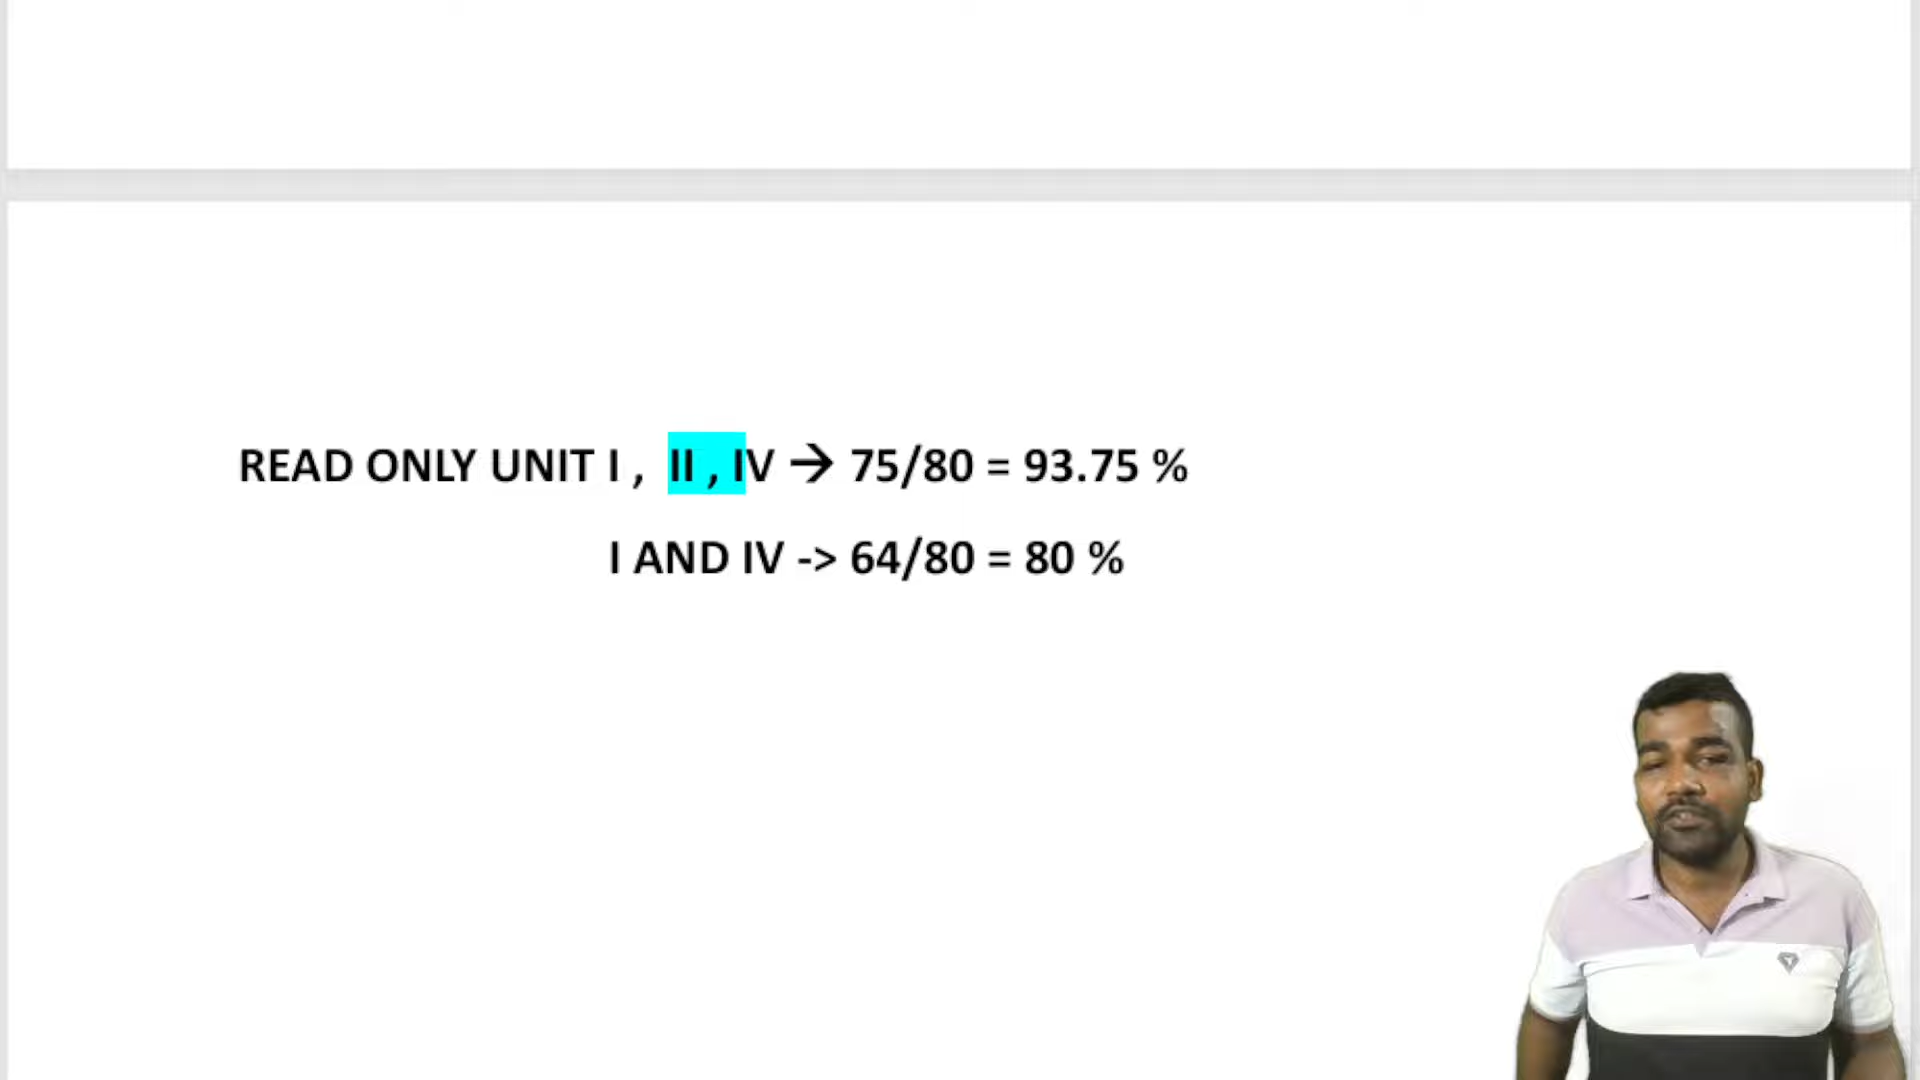 READ ONLY UNIT I , II , IV → 75/80 = 93.75 %
I AND IV -> 64/80 = 80 %